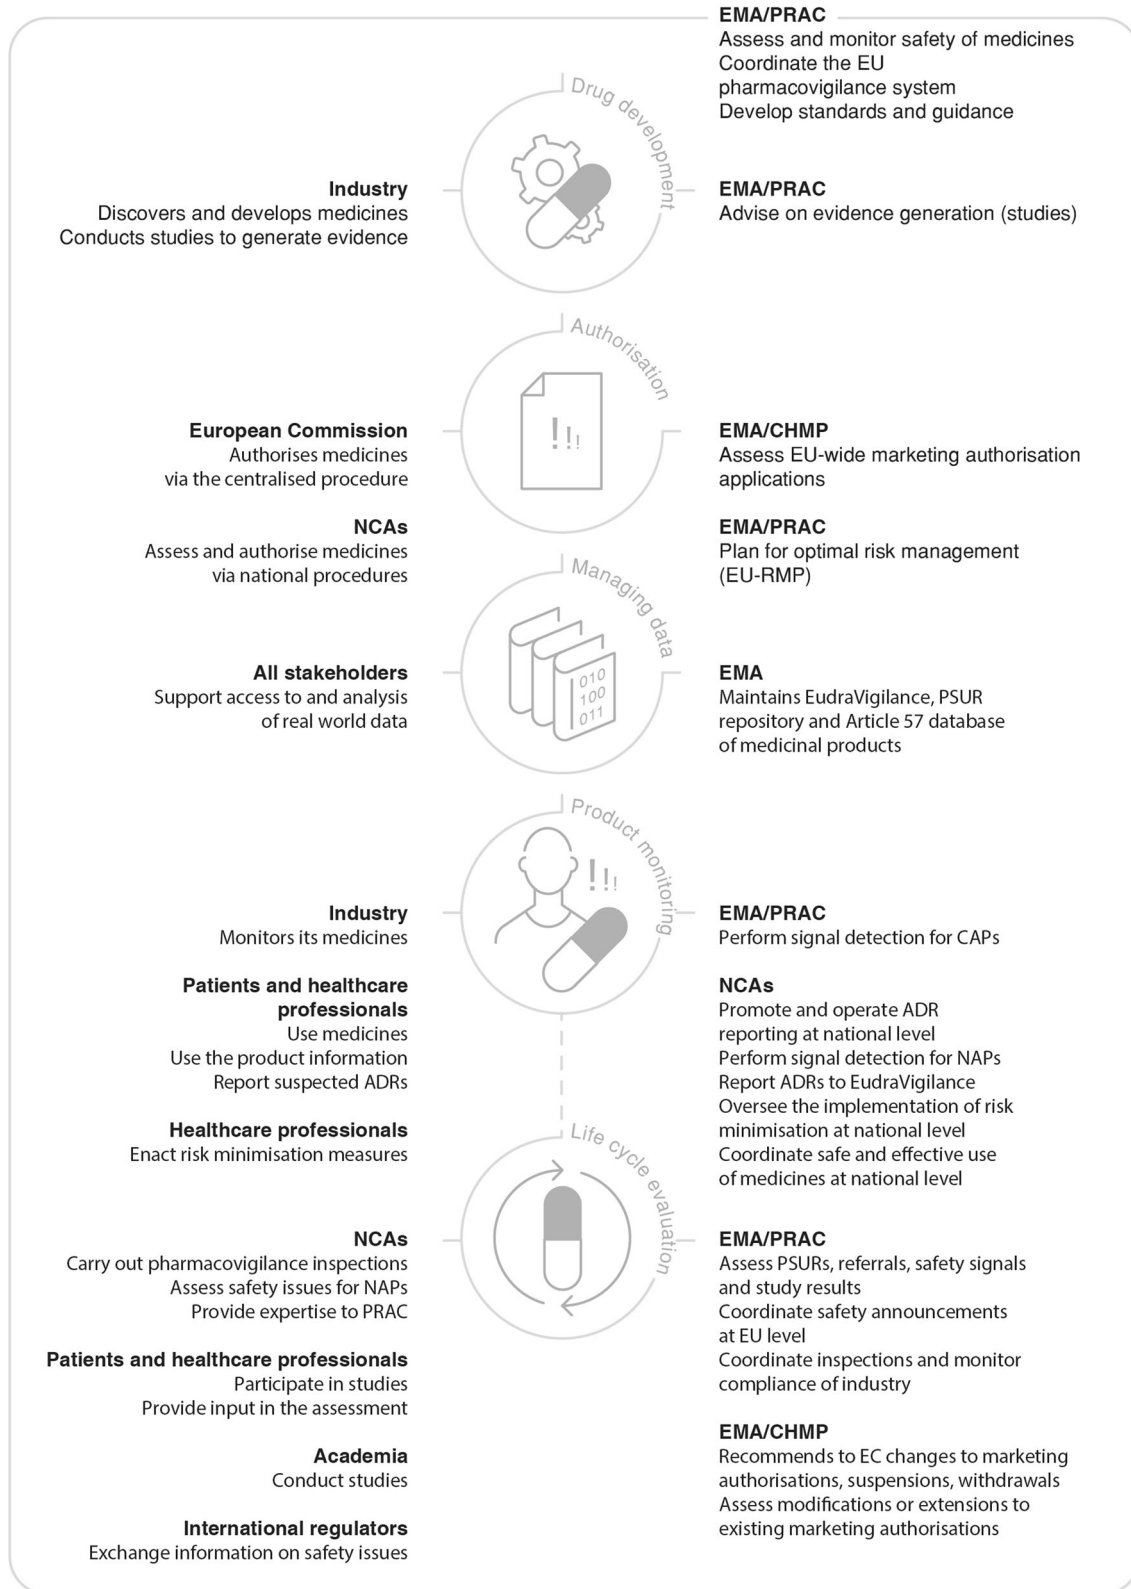 EMA/PRAC
Assess and monitor safety of medicines
Coordinate the EU
pharmacovigilance system
Develop standards and guidance
Drug development
Industry
Discovers and develops medicines
Conducts studies to generate evidence
EMA/PRAC
Advise on evidence generation (studies)
Authorisation
!!!
European Commission
Authorises medicines
via the centralised procedure
NCAs
Assess and authorise medicines
via national procedures
EMA/CHMP
Assess EU-wide marketing authorisation
applications
EMA/PRAC
Plan for optimal risk management
(EU-RMP)
Managing data
010
100
011
All stakeholders
Support access to and analysis
of real world data
EMA
Maintains EudraVigilance, PSUR
repository and Article 57 database
of medicinal products
Product monitoring
!!!
Industry
Monitors its medicines
Patients and healthcare
professionals
Use medicines
Use the product information
Report suspected ADRs
Healthcare professionals
Enact risk minimisation measures
EMA/PRAC
Perform signal detection for CAPs
NCAs
Promote and operate ADR
reporting at national level
Perform signal detection for NAPs
Report ADRs to EudraVigilance
Oversee the implementation of risk
minimisation at national level
Coordinate safe and effective use
of medicines at national level
Life cycle evaluation
NCAs
Carry out pharmacovigilance inspections
Assess safety issues for NAPs
Provide expertise to PRAC
Patients and healthcare professionals
Participate in studies
Provide input in the assessment
Academia
Conduct studies
International regulators
Exchange information on safety issues
EMA/PRAC
Assess PSURs, referrals, safety signals
and study results
Coordinate safety announcements
at EU level
Coordinate inspections and monitor
compliance of industry
EMA/CHMP
Recommends to EC changes to marketing
authorisations, suspensions, withdrawals
Assess modifications or extensions to
existing marketing authorisations